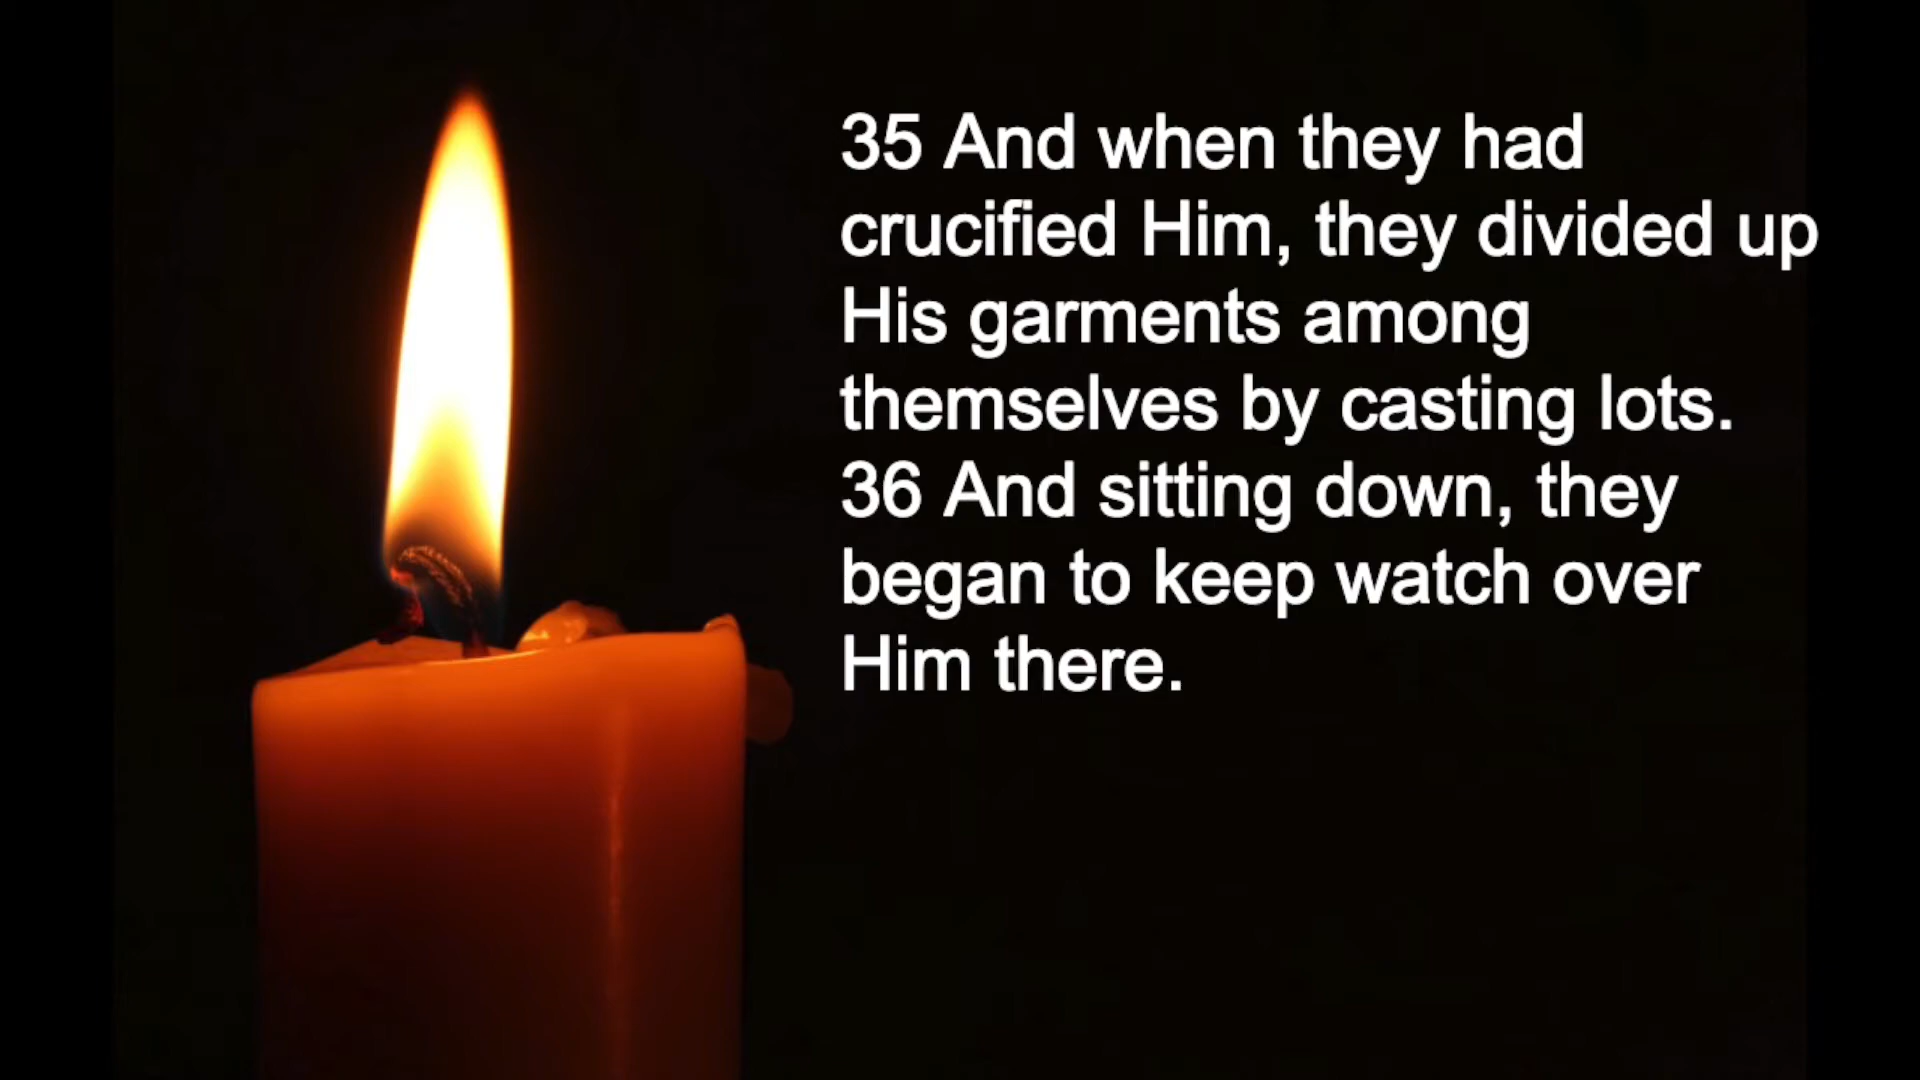 35 And when they had
crucified Him, they divided up
His garments among
themselves by casting lots.
36 And sitting down, they
began to keep watch over
Him there.